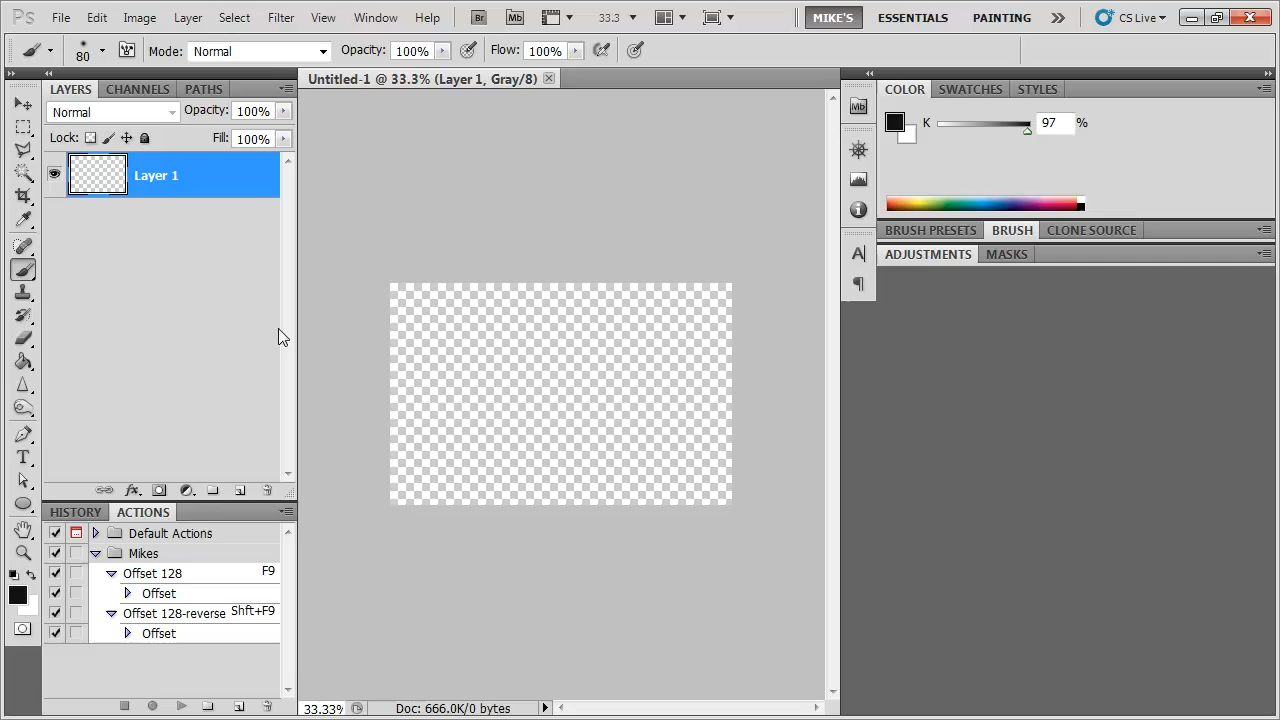 Ps File Edit Image Layer Select Filter View Window Help Br Mb 33.3 MIKE'S ESSENTIALS PAINTING CS Live
80 Mode: Normal Opacity: 100% Flow: 100%
LAYERS CHANNELS PATHS
Normal Opacity: 100%
Lock: Fill: 100%
Layer 1
fx
HISTORY ACTIONS
Default Actions
Mikes
Offset 128 F9
Offset
Offset 128-reverse Shft+F9
Offset
Untitled-1 @ 33.3% (Layer 1, Gray/8)
33.33% Doc: 666.0K/0 bytes
Mb
A
COLOR SWATCHES STYLES
K 97 %
BRUSH PRESETS BRUSH CLONE SOURCE
ADJUSTMENTS MASKS